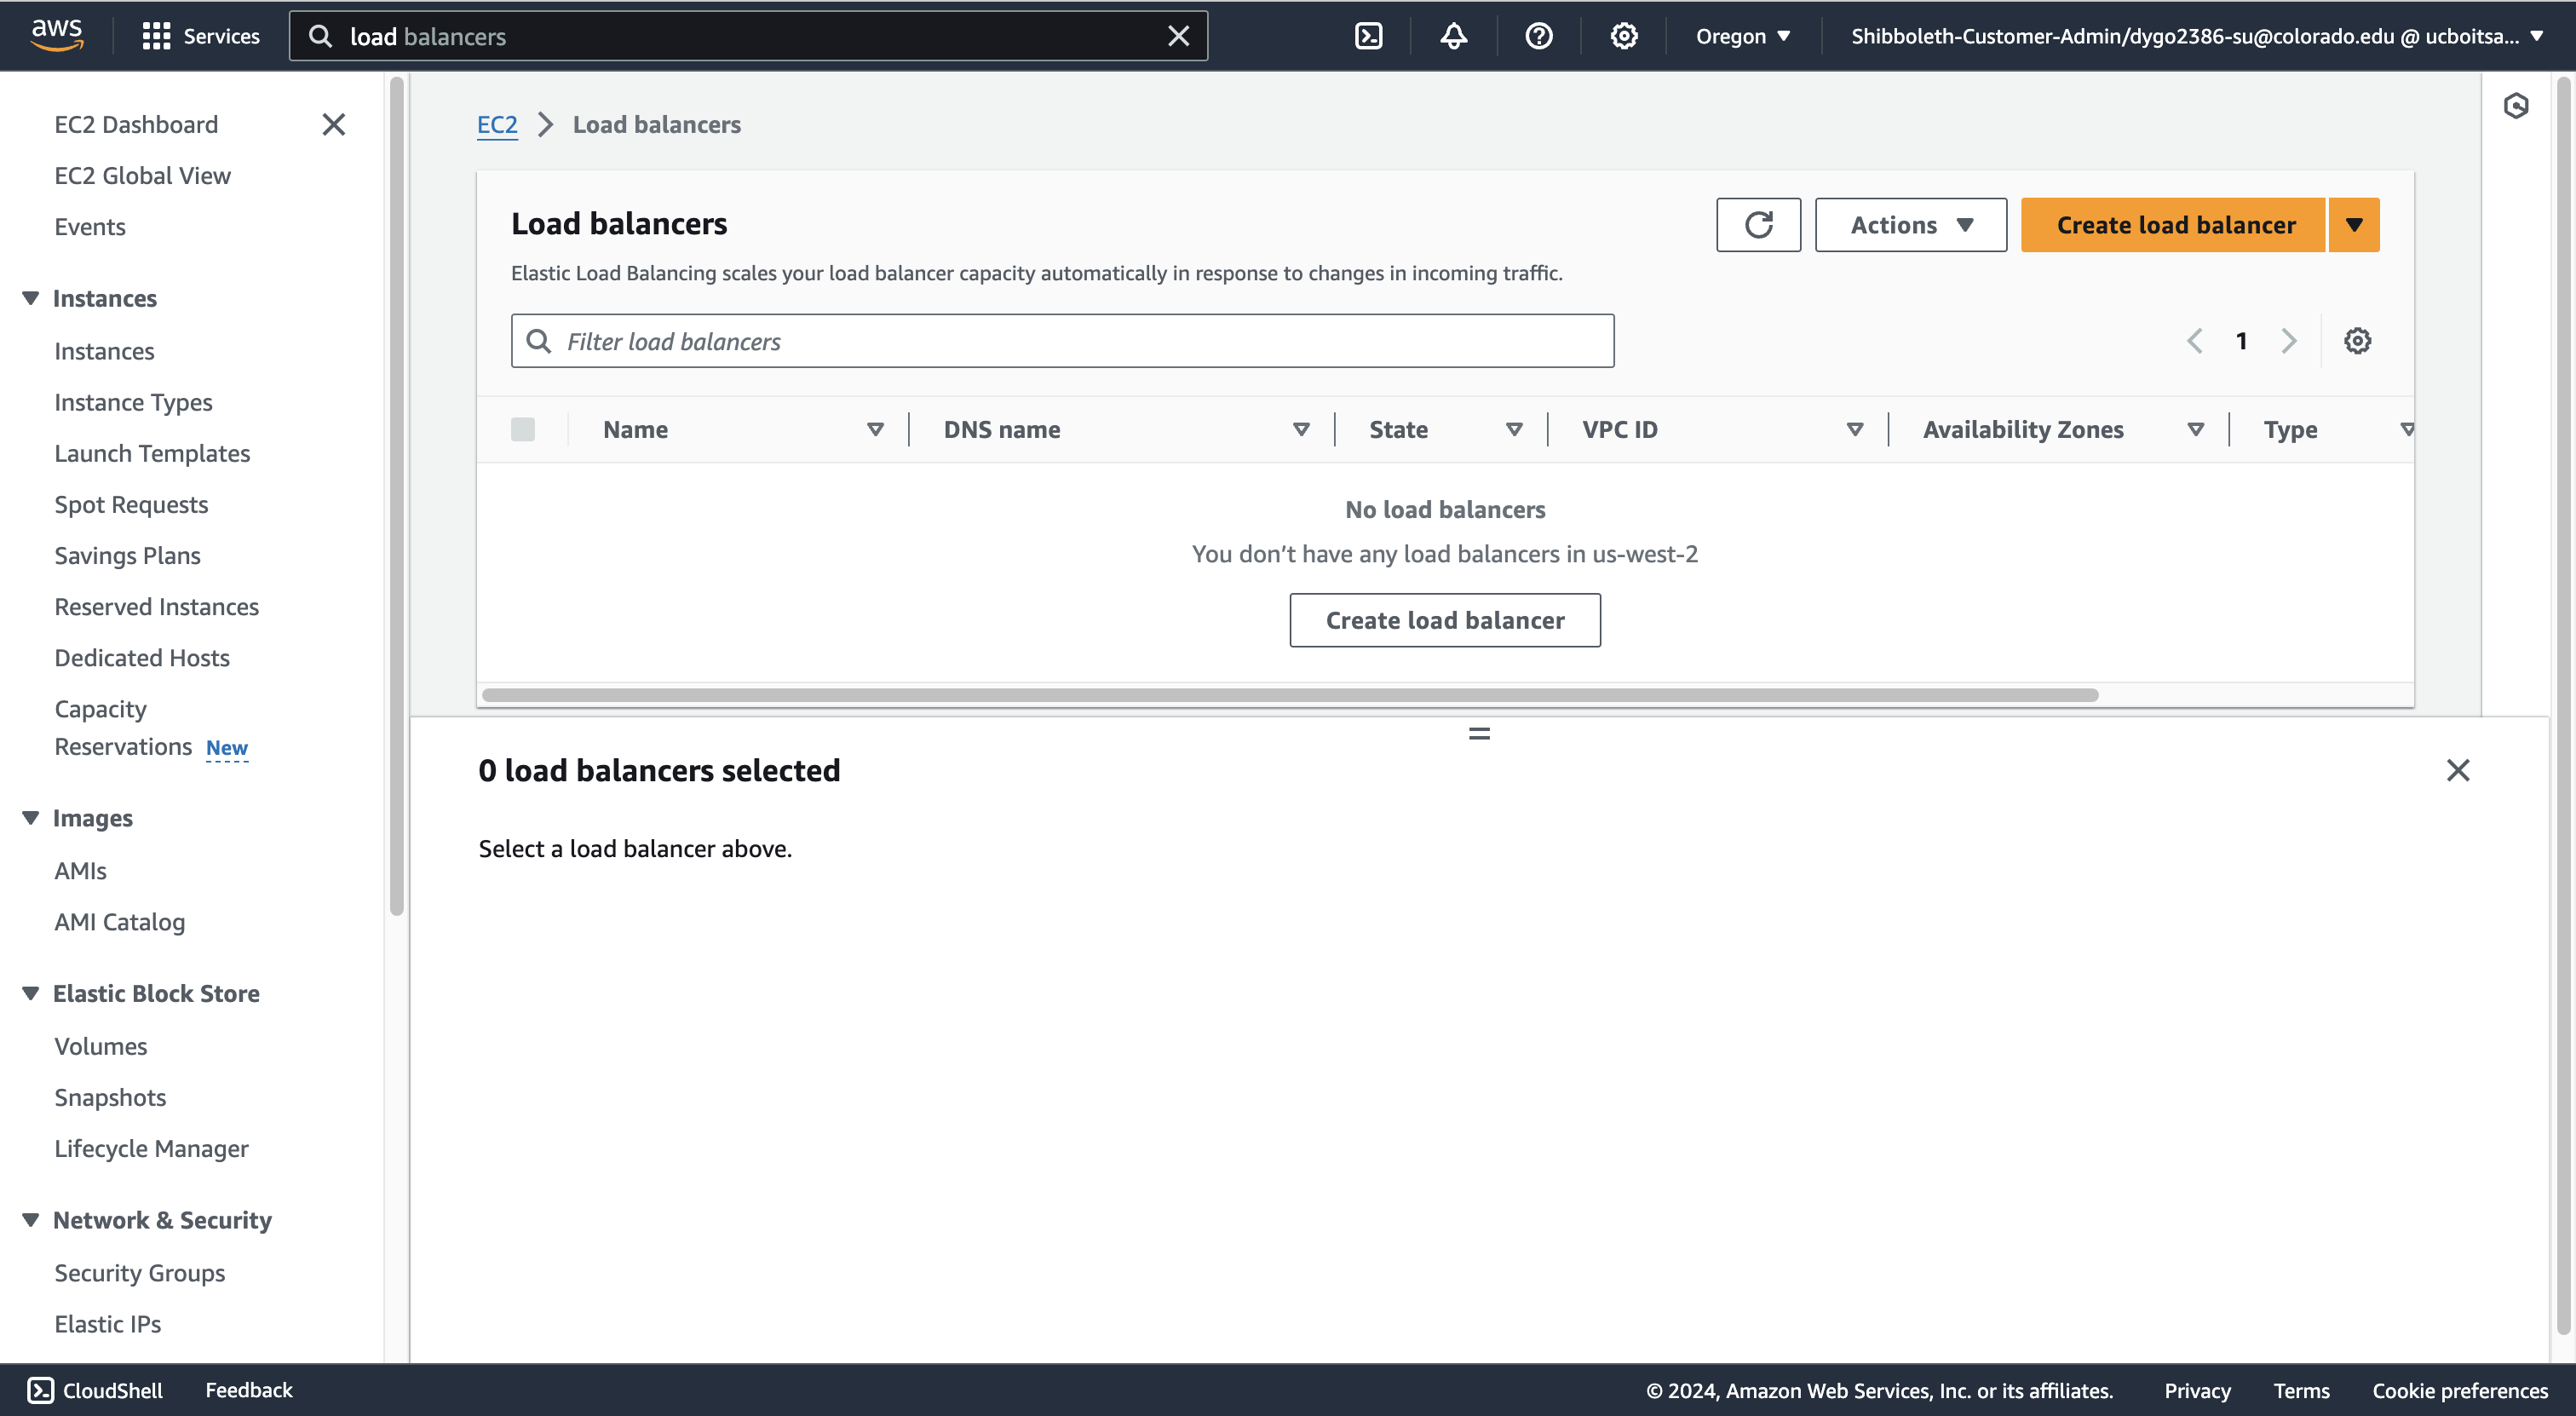 aws
Services
load balancers
Oregon
Shibboleth-Customer-Admin/dygo2386-su@colorado.edu @ ucboitsa...
EC2 Dashboard
EC2 Global View
Events
Instances
Instances
Instance Types
Launch Templates
Spot Requests
Savings Plans
Reserved Instances
Dedicated Hosts
Capacity
Reservations New
Images
AMIs
AMI Catalog
Elastic Block Store
Volumes
Snapshots
Lifecycle Manager
Network & Security
Security Groups
Elastic IPs
EC2 Load balancers
Load balancers
Actions
Create load balancer
Elastic Load Balancing scales your load balancer capacity automatically in response to changes in incoming traffic.
Filter load balancers
1
Name DNS name State VPC ID Availability Zones Type
No load balancers
You don't have any load balancers in us-west-2
Create load balancer
0 load balancers selected
Select a load balancer above.
CloudShell Feedback
© 2024, Amazon Web Services, Inc. or its affiliates. Privacy Terms Cookie preferences